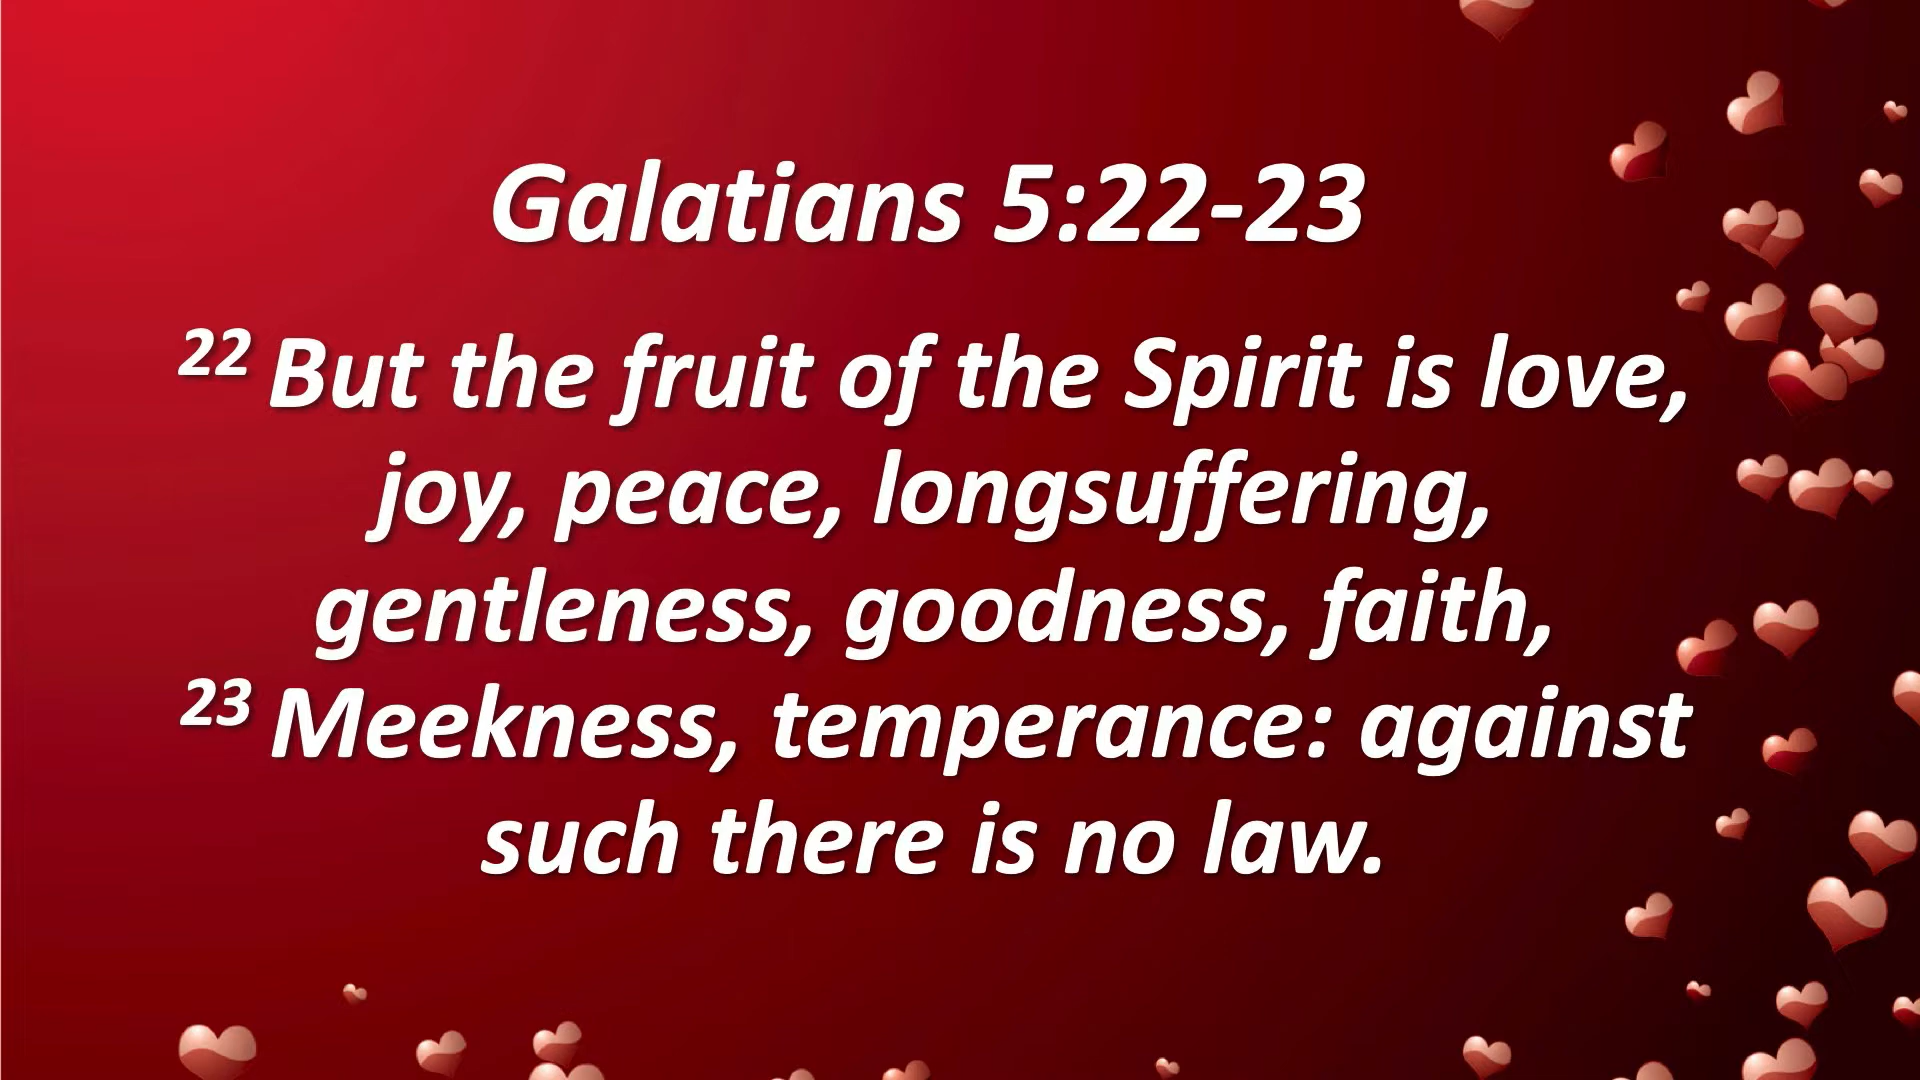 Galatians 5:22-23
22 But the fruit of the Spirit is love,
joy, peace, longsuffering,
gentleness, goodness, faith,
23 Meekness, temperance: against
such there is no law.